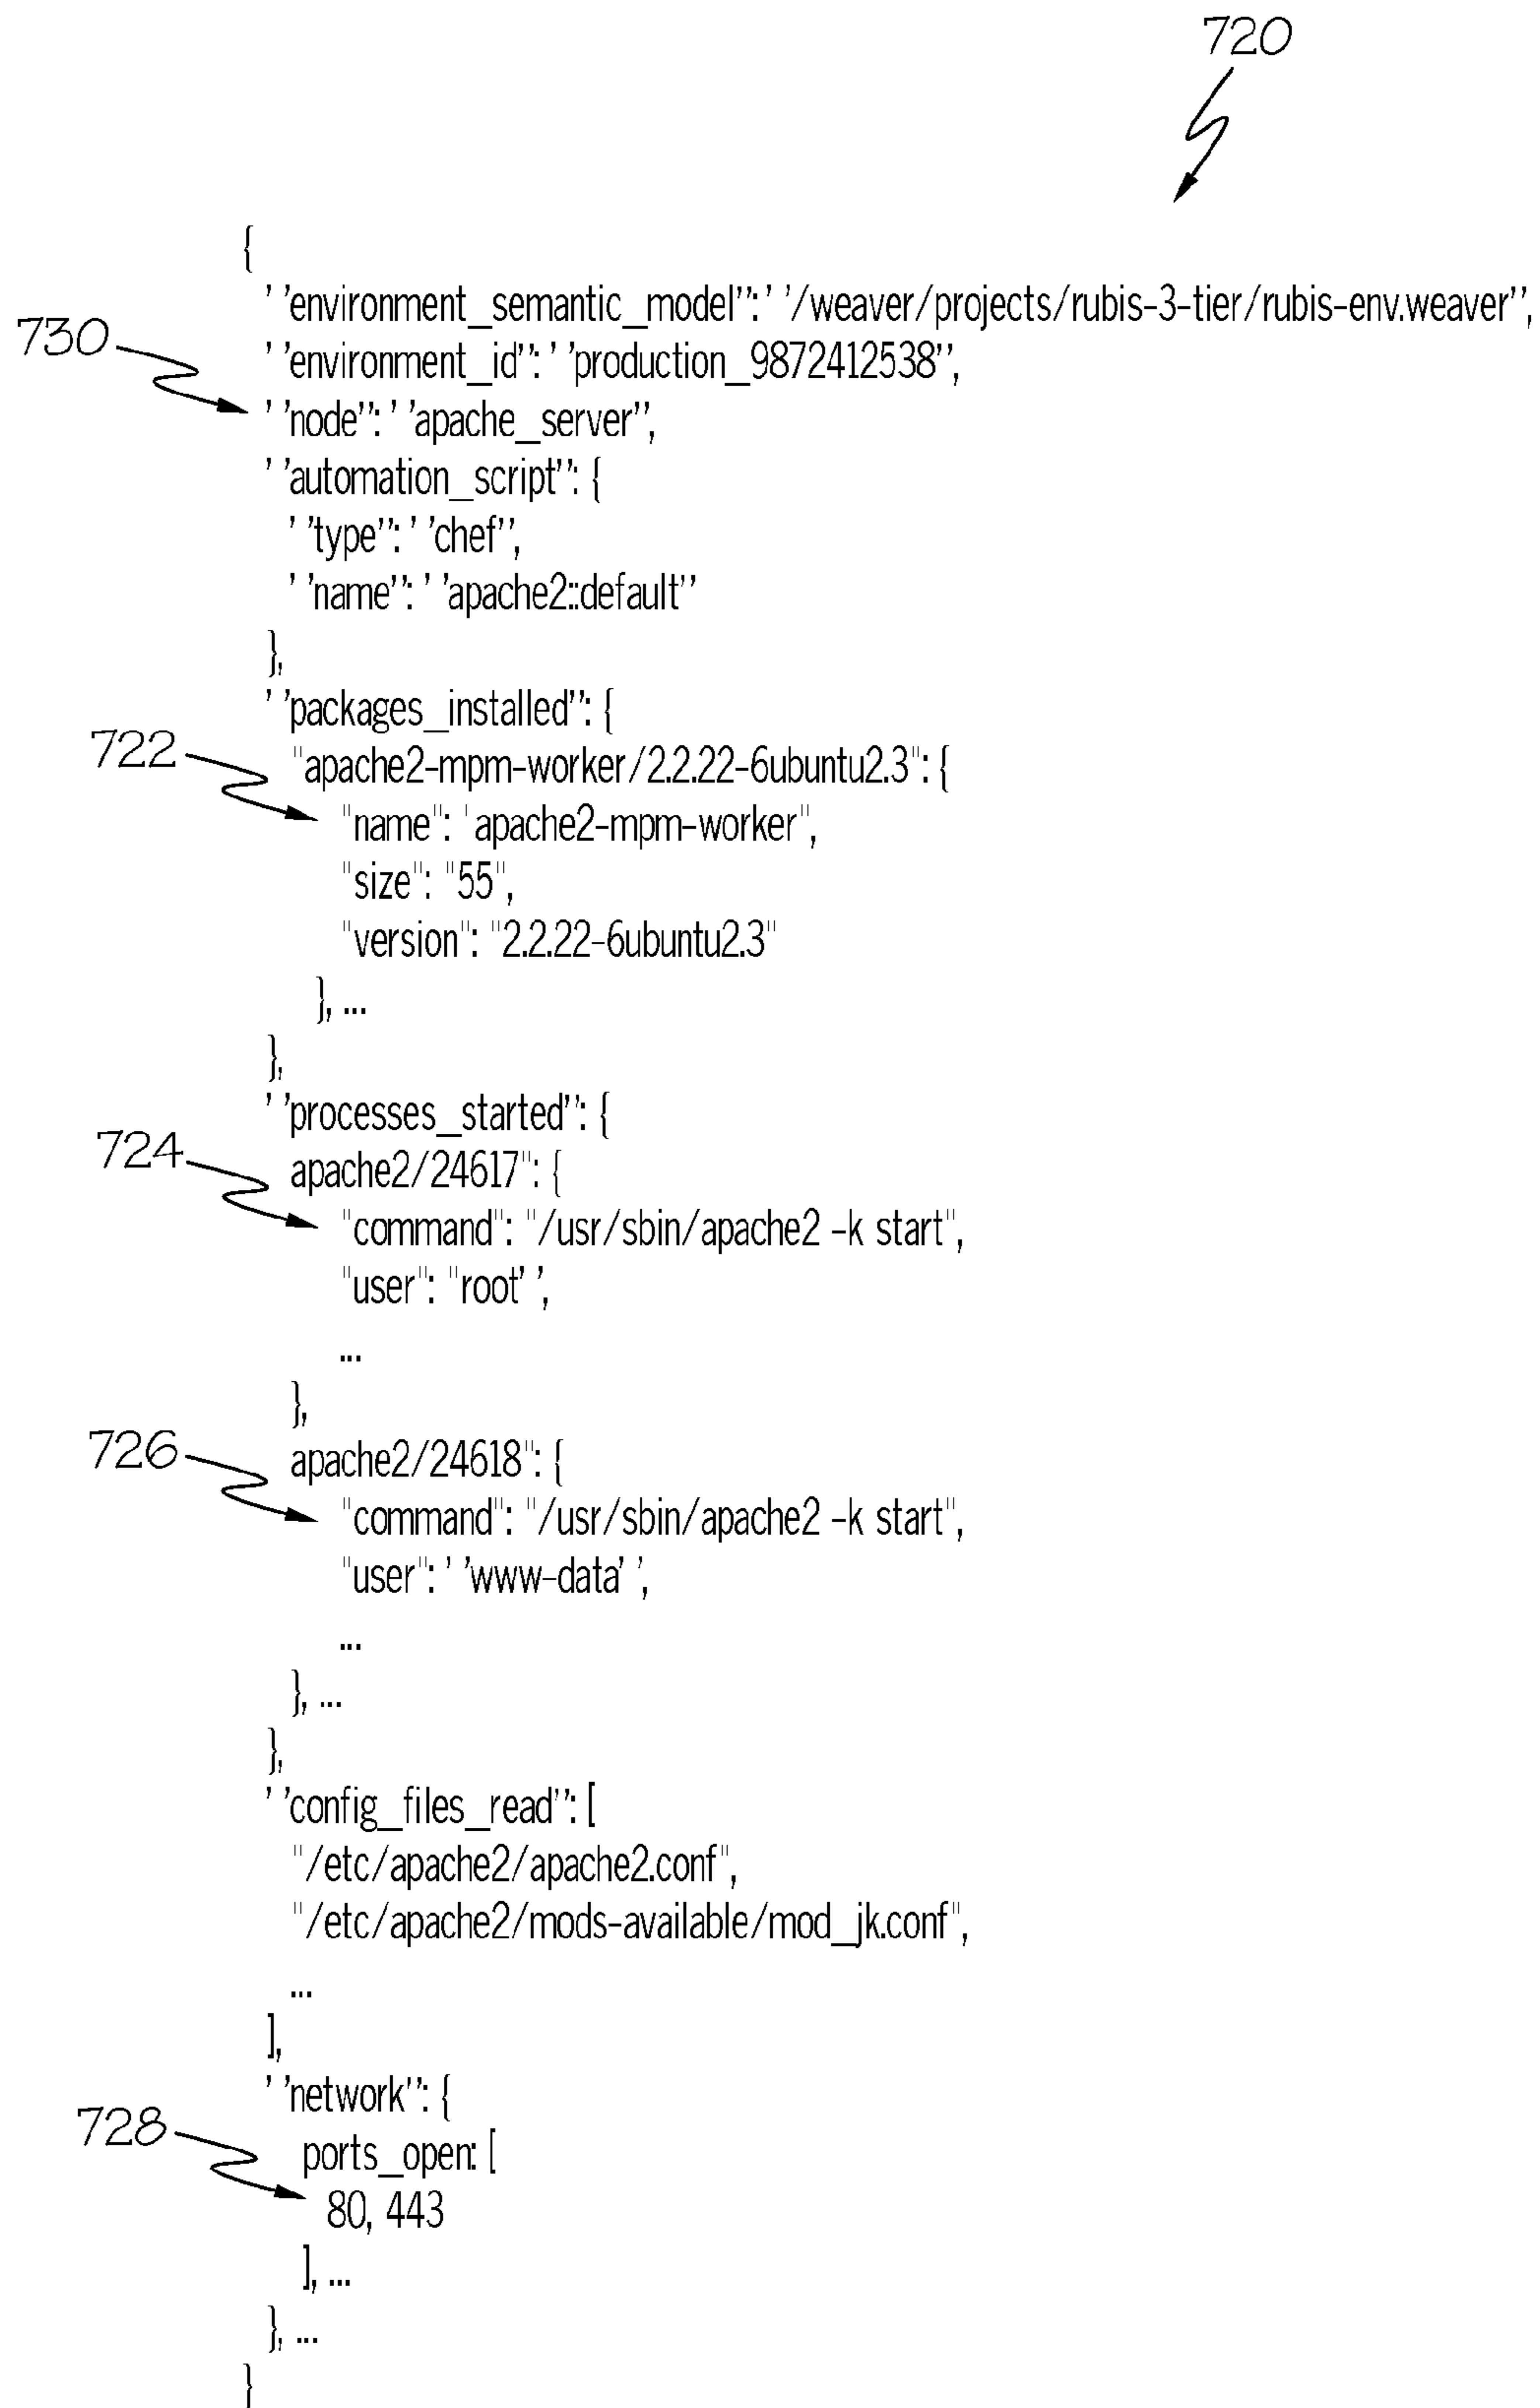 720
{
' 'environment_semantic_model'': ' '/weaver/projects/rubis-3-tier/rubis-env.weaver'',
730
' 'environment_id'': ' 'production_9872412538'',
' 'node'': ' 'apache_server'',
' 'automation_script'': {
' 'type'': ' 'chef'',
' 'name'': ' 'apache2::default''
},
' 'packages_installed'': {
722
"apache2-mpm-worker/2.2.22-6ubuntu2.3": {
"name": 'apache2-mpm-worker",
"size": "55",
"version": "2.2.22-6ubuntu2.3"
}, ...
},
' 'processes_started'': {
724
apache2/24617": {
"command": "/usr/sbin/apache2 -k start",
"user": "root' ',
...
},
726
apache2/24618": {
"command": "/usr/sbin/apache2 -k start",
"user": ' 'www-data' ',
...
}, ...
},
' 'config_files_read'': [
"/etc/apache2/apache2.conf",
"/etc/apache2/mods-available/mod_jk.conf",
...
],
' 'network'': {
728
ports_open: [
80, 443
], ...
}, ...
}